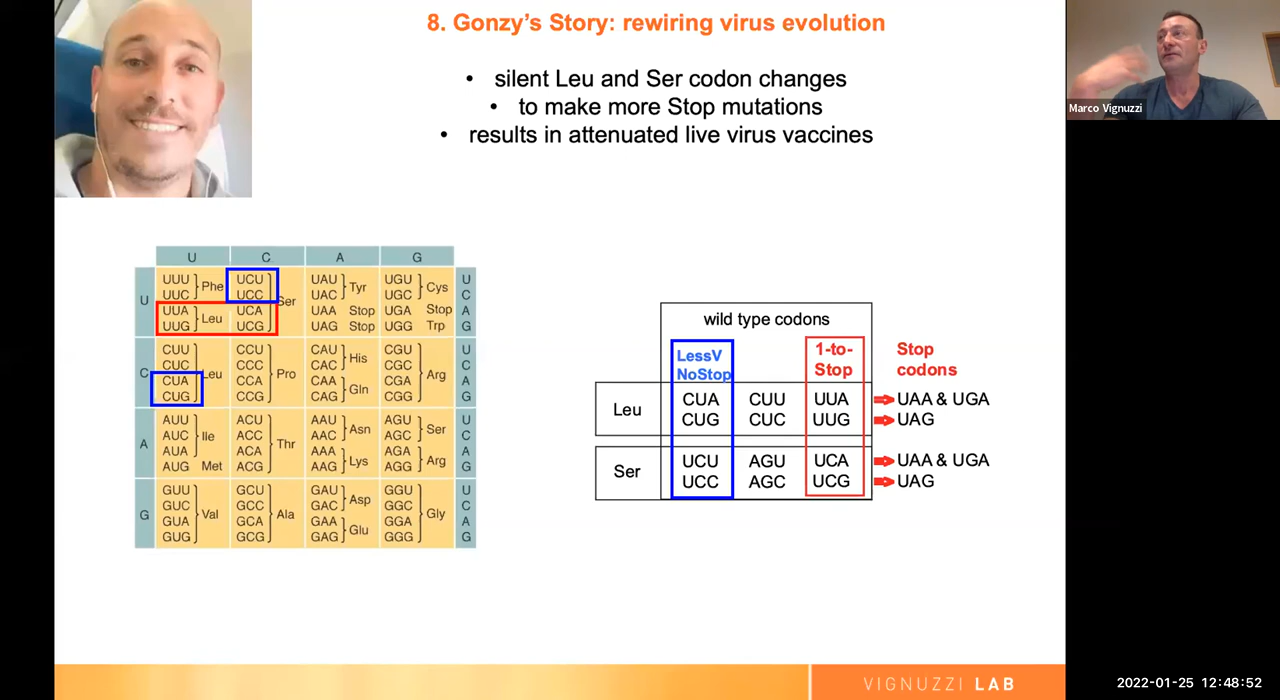 8. Gonzy's Story: rewiring virus evolution
• silent Leu and Ser codon changes
• to make more Stop mutations
• results in attenuated live virus vaccines
Marco Vignuzzi
U C A G
U
UUU
UUC
Phe
UUA
UUG
Leu
UCU
UCC
UCA
UCG
Ser
UAU
UAC
Tyr
UAA Stop
UAG Stop
UGU
UGC
Cys
UGA Stop
UGG Trp
U
C
A
G
C
CUU
CUC
CUA
CUG
Leu
CCU
CCC
CCA
CCG
Pro
CAU
CAC
His
CAA
CAG
Gln
CGU
CGC
CGA
CGG
Arg
U
C
A
G
A
AUU
AUC
AUA
Ile
AUG Met
ACU
ACC
ACA
ACG
Thr
AAU
AAC
Asn
AAA
AAG
Lys
AGU
AGC
Ser
AGA
AGG
Arg
U
C
A
G
G
GUU
GUC
GUA
GUG
Val
GCU
GCC
GCA
GCG
Ala
GAU
GAC
Asp
GAA
GAG
Glu
GGU
GGC
GGA
GGG
Gly
U
C
A
G
wild type codons
LessV
NoStop
1-to-
Stop
Stop
codons
Leu
CUA CUU UUA UAA & UGA
CUG CUC UUG UAG
Ser
UCU AGU UCA UAA & UGA
UCC AGC UCG UAG
VIGNUZZI LAB
2022-01-25 12:48:52